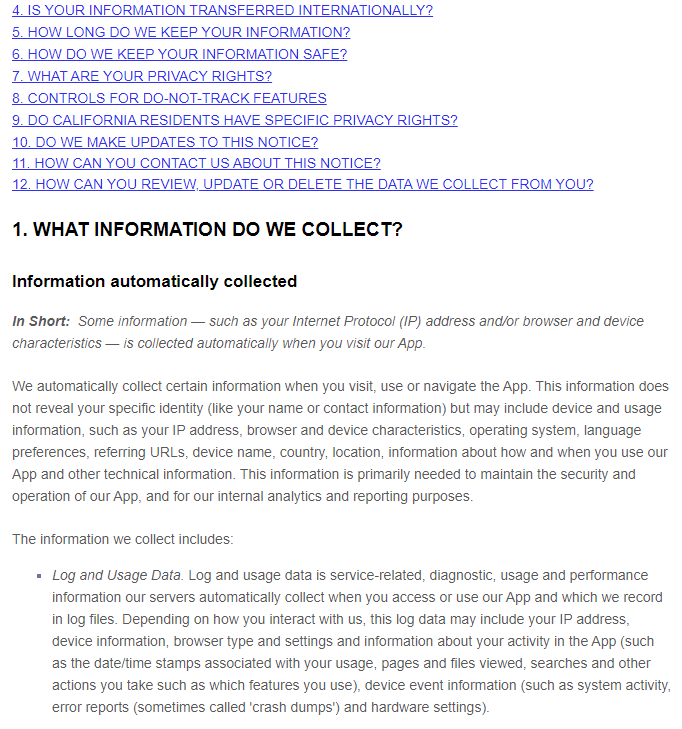 4. IS YOUR INFORMATION TRANSFERRED INTERNATIONALLY?
5. HOW LONG DO WE KEEP YOUR INFORMATION?
6. HOW DO WE KEEP YOUR INFORMATION SAFE?
7. WHAT ARE YOUR PRIVACY RIGHTS?
8. CONTROLS FOR DO-NOT-TRACK FEATURES
9. DO CALIFORNIA RESIDENTS HAVE SPECIFIC PRIVACY RIGHTS?
10. DO WE MAKE UPDATES TO THIS NOTICE?
11. HOW CAN YOU CONTACT US ABOUT THIS NOTICE?
12. HOW CAN YOU REVIEW, UPDATE OR DELETE THE DATA WE COLLECT FROM YOU?
1. WHAT INFORMATION DO WE COLLECT?
Information automatically collected
In Short:  Some information — such as your Internet Protocol (IP) address and/or browser and device
characteristics — is collected automatically when you visit our App.
We automatically collect certain information when you visit, use or navigate the App. This information does
not reveal your specific identity (like your name or contact information) but may include device and usage
information, such as your IP address, browser and device characteristics, operating system, language
preferences, referring URLs, device name, country, location, information about how and when you use our
App and other technical information. This information is primarily needed to maintain the security and
operation of our App, and for our internal analytics and reporting purposes.
The information we collect includes:
▪ Log and Usage Data. Log and usage data is service-related, diagnostic, usage and performance
information our servers automatically collect when you access or use our App and which we record
in log files. Depending on how you interact with us, this log data may include your IP address,
device information, browser type and settings and information about your activity in the App (such
as the date/time stamps associated with your usage, pages and files viewed, searches and other
actions you take such as which features you use), device event information (such as system activity,
error reports (sometimes called 'crash dumps') and hardware settings).